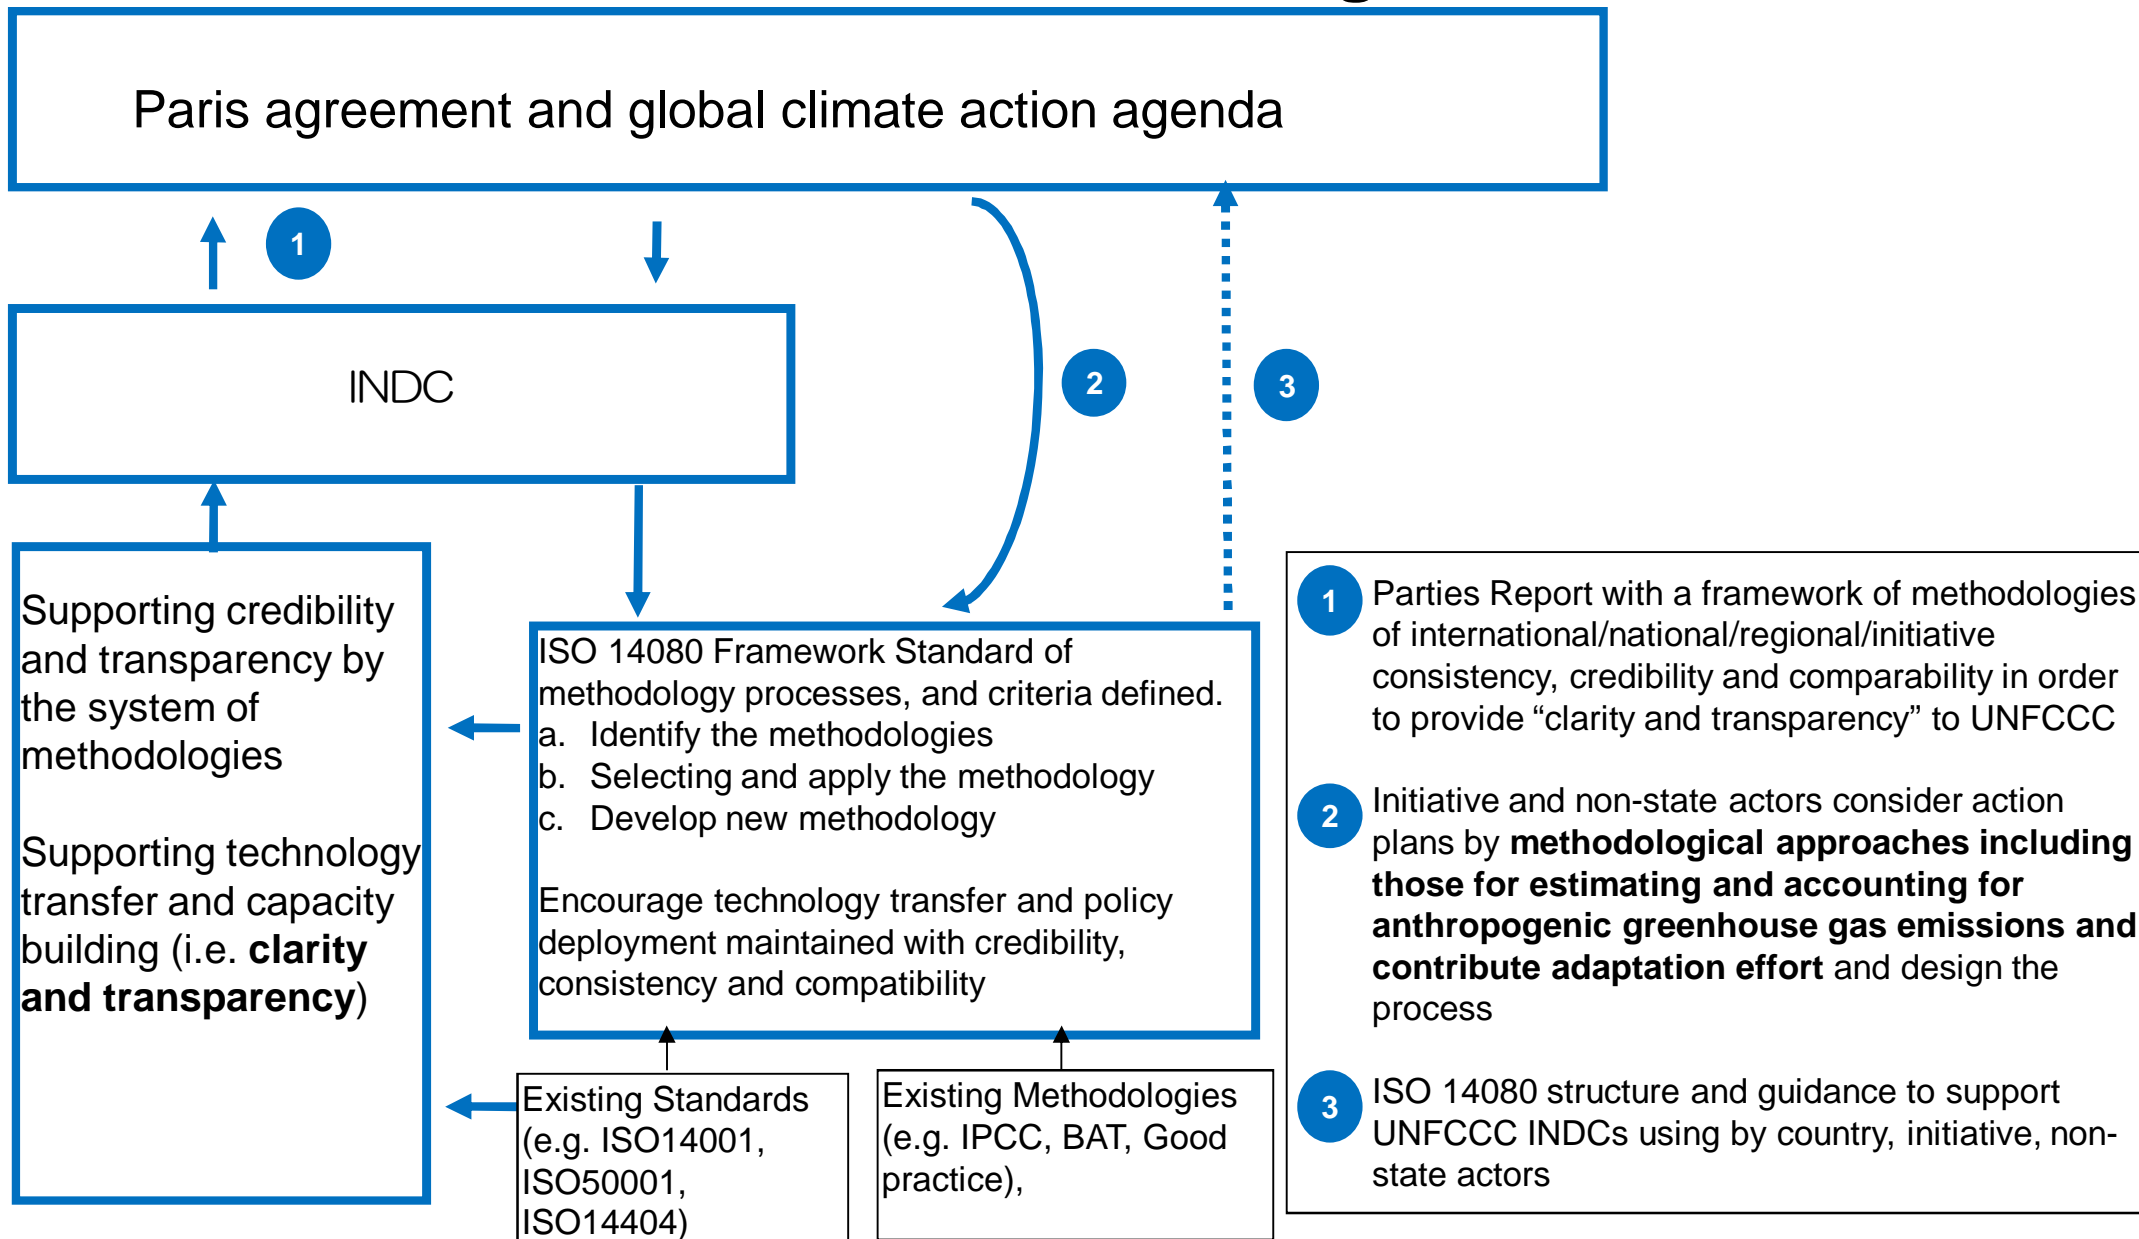 Paris agreement and global climate action agenda
1
INDC
2
3
Supporting credibility
and transparency by
the system of
methodologies
Supporting technology
transfer and capacity
building (i.e. clarity
and transparency)
ISO 14080 Framework Standard of
methodology processes, and criteria defined.
a. Identify the methodologies
b. Selecting and apply the methodology
c. Develop new methodology
Encourage technology transfer and policy
deployment maintained with credibility,
consistency and compatibility
Existing Standards
(e.g. ISO14001,
ISO50001,
ISO14404)
Existing Methodologies
(e.g. IPCC, BAT, Good
practice),
1 Parties Report with a framework of methodologies
of international/national/regional/initiative
consistency, credibility and comparability in order
to provide “clarity and transparency” to UNFCCC
2 Initiative and non-state actors consider action
plans by methodological approaches including
those for estimating and accounting for
anthropogenic greenhouse gas emissions and
contribute adaptation effort and design the
process
3 ISO 14080 structure and guidance to support
UNFCCC INDCs using by country, initiative, non-
state actors